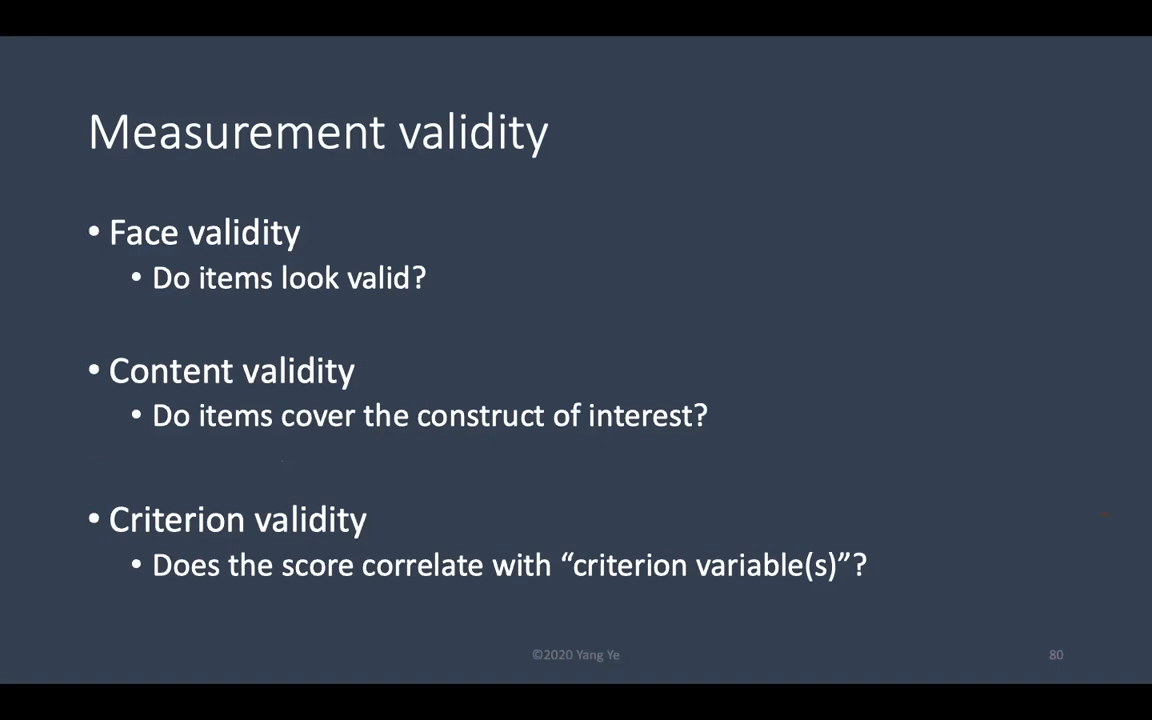 Measurement validity
• Face validity
• Do items look valid?
• Content validity
• Do items cover the construct of interest?
• Criterion validity
• Does the score correlate with “criterion variable(s)”?
©2020 Yang Ye
80